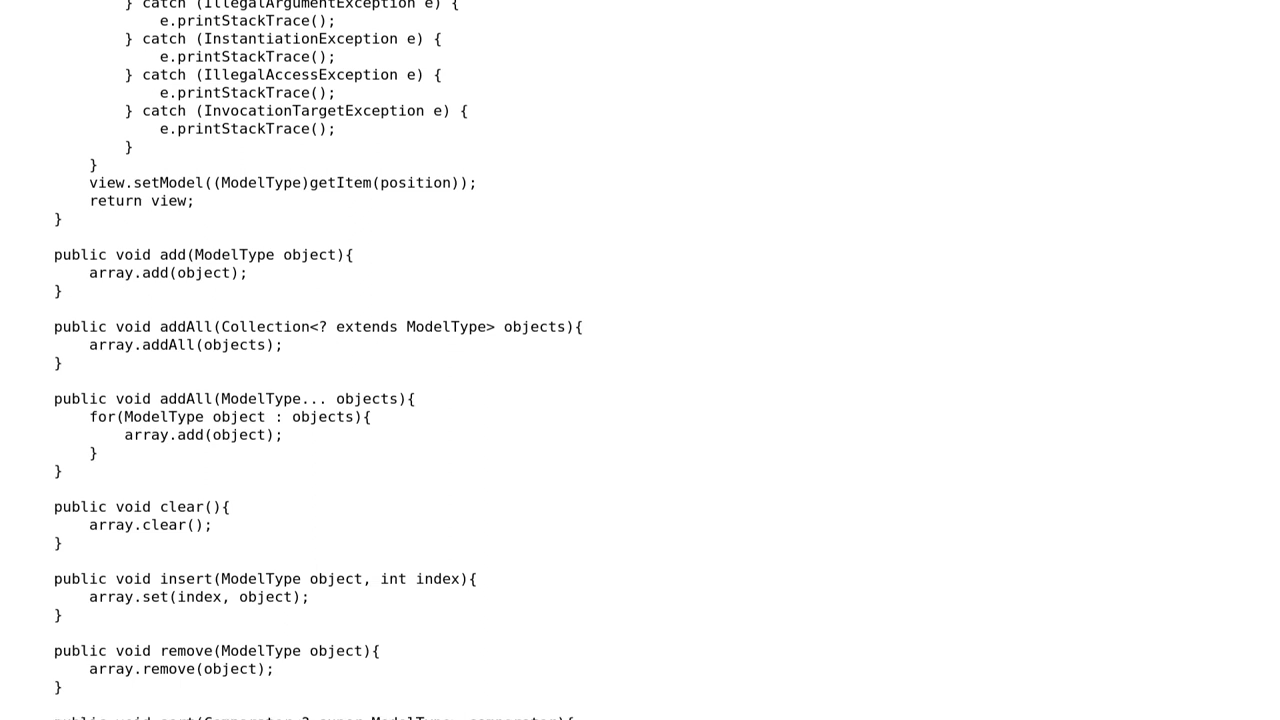 } catch (IllegalArgumentException e) {
e.printStackTrace();
} catch (InstantiationException e) {
e.printStackTrace();
} catch (IllegalAccessException e) {
e.printStackTrace();
} catch (InvocationTargetException e) {
e.printStackTrace();
}
}
view.setModel((ModelType)getItem(position));
return view;
}
public void add(ModelType object){
array.add(object);
}
public void addAll(Collection<? extends ModelType> objects){
array.addAll(objects);
}
public void addAll(ModelType... objects){
for(ModelType object : objects){
array.add(object);
}
}
public void clear(){
array.clear();
}
public void insert(ModelType object, int index){
array.set(index, object);
}
public void remove(ModelType object){
array.remove(object);
}